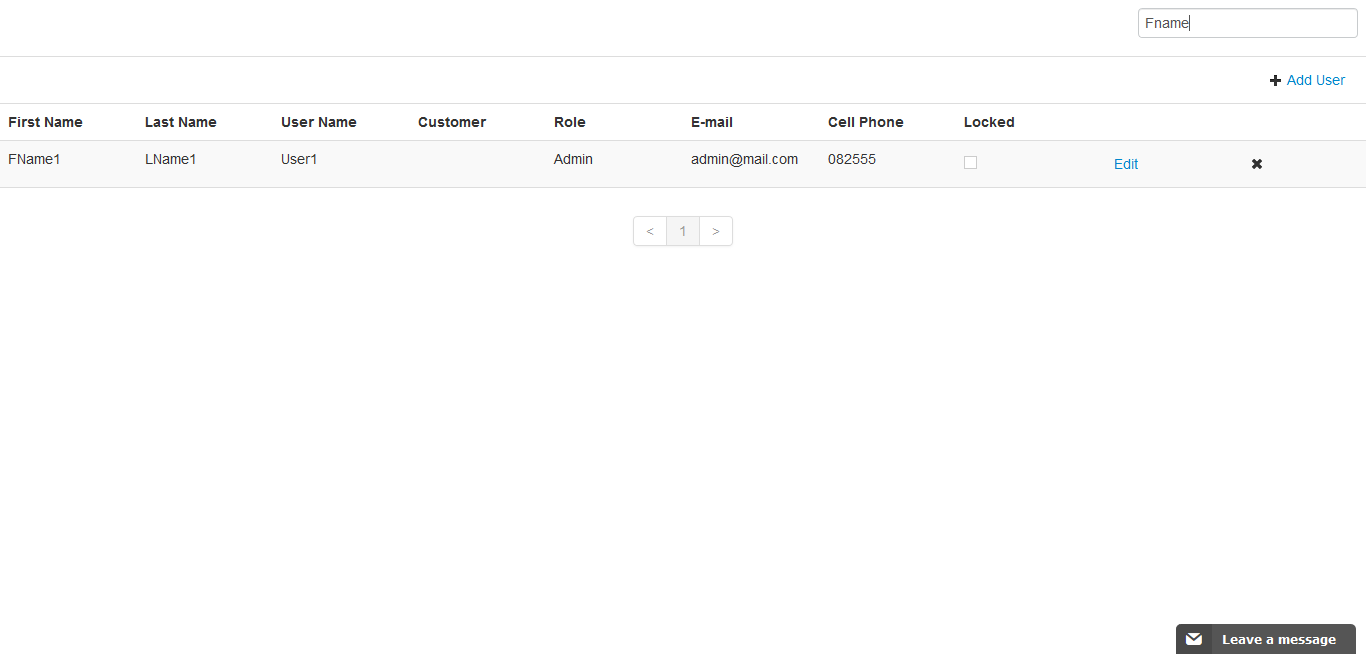 Fname
Add User
First Name Last Name User Name Customer Role E-mail Cell Phone Locked
FName1 LName1 User1 Admin admin@mail.com 082555 Edit
< 1 >
Leave a message